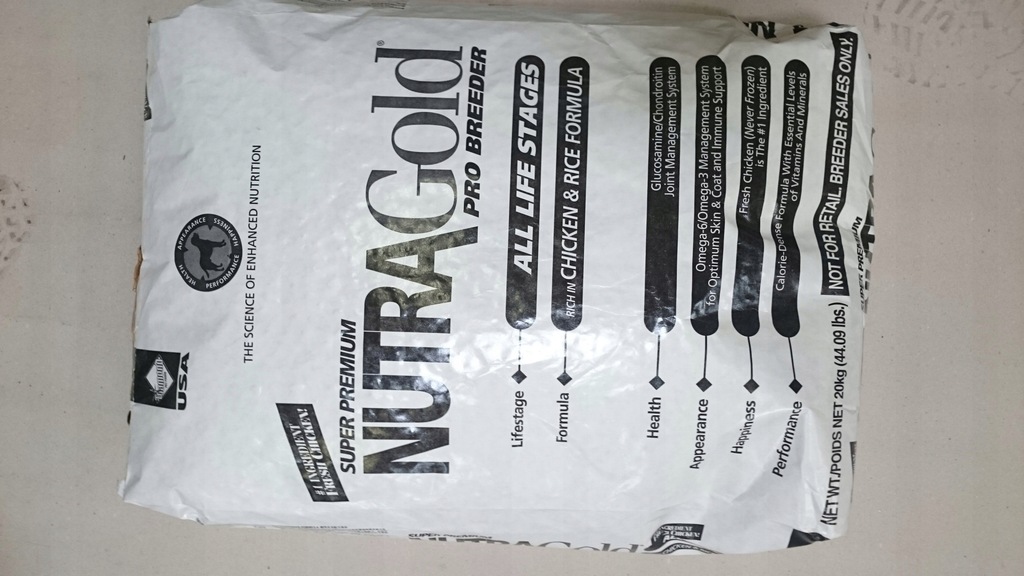 USA
APPEARANCE
HAPPINESS
PERFORMANCE
HEALTH
THE SCIENCE OF ENHANCED NUTRITION
#1 INGREDIENT
FRESH CHICKEN!
SUPER PREMIUM
NUTRAGold®
PRO BREEDER
Lifestage ALL LIFE STAGES
Formula RICH IN CHICKEN & RICE FORMULA
Health Glucosamine/Chondroitin
Joint Management System
Appearance Omega-6/Omega-3 Management System
for Optimum Skin & Coat and Immune Support
Happiness Fresh Chicken (Never Frozen)
is The #1 Ingredient
Performance Calorie-Dense Formula With Essential Levels
of Vitamins And Minerals
NET WT./POIDS NET 20kg (44.09 lbs.) NOT FOR RETAIL. BREEDER SALES ONLY.
SUPER PREMIUM
SUPER PREMIUM
NUTRAGold